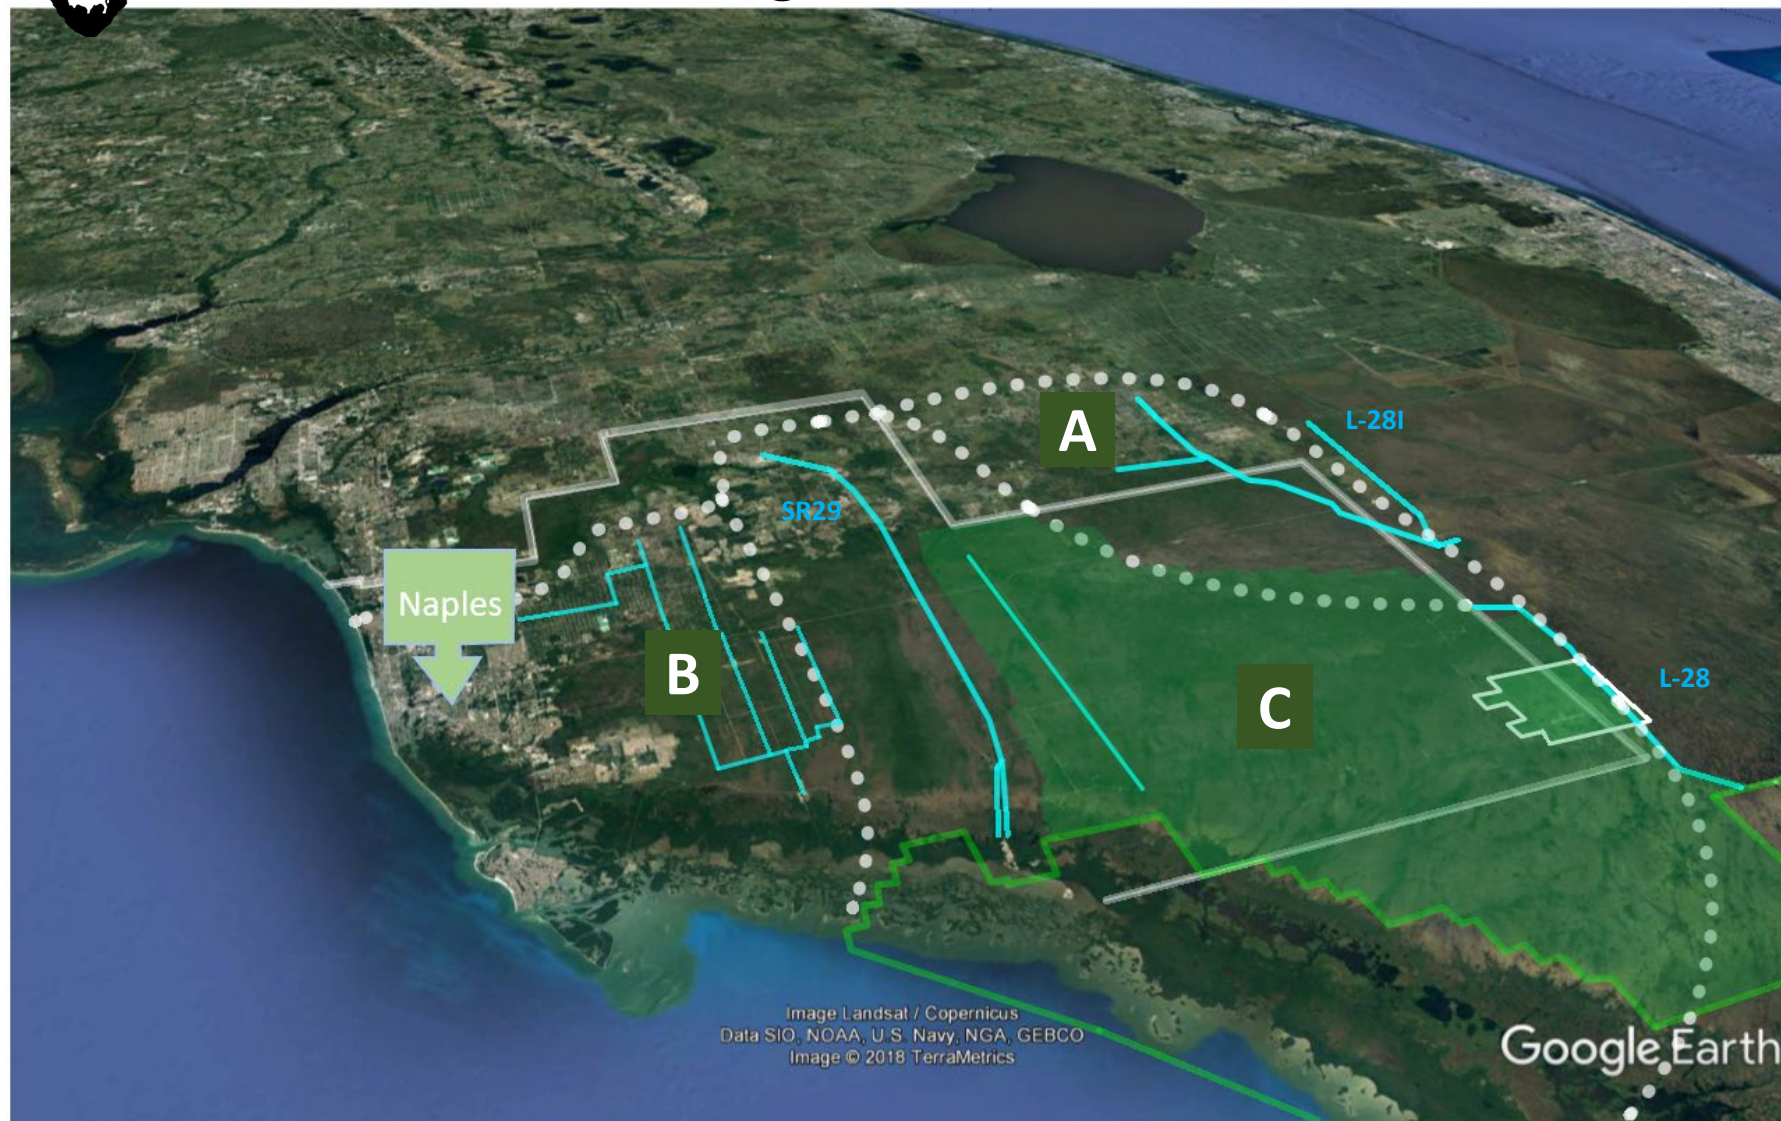 A
L-28I
SR29
Naples
B
C
L-28
Image Landsat / Copernicus
Data SIO, NOAA, U.S. Navy, NGA, GEBCO
Image © 2018 TerraMetrics
Google Earth